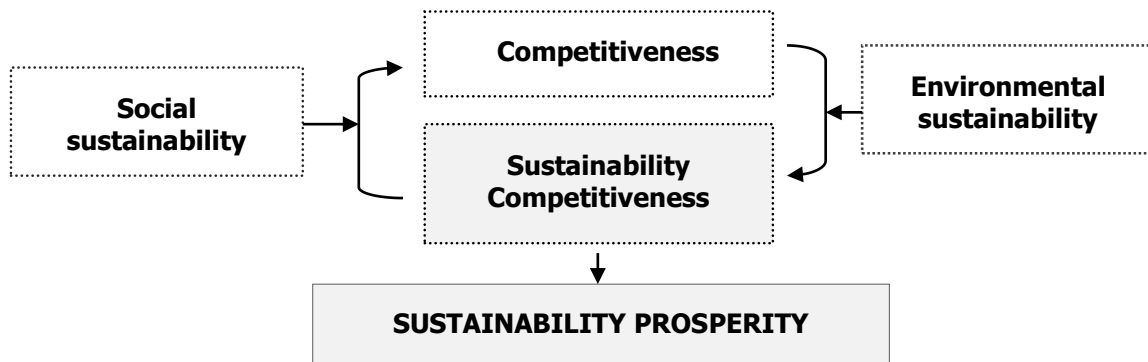 Competitiveness
Social
sustainability
Environmental
sustainability
Sustainability
Competitiveness
SUSTAINABILITY PROSPERITY